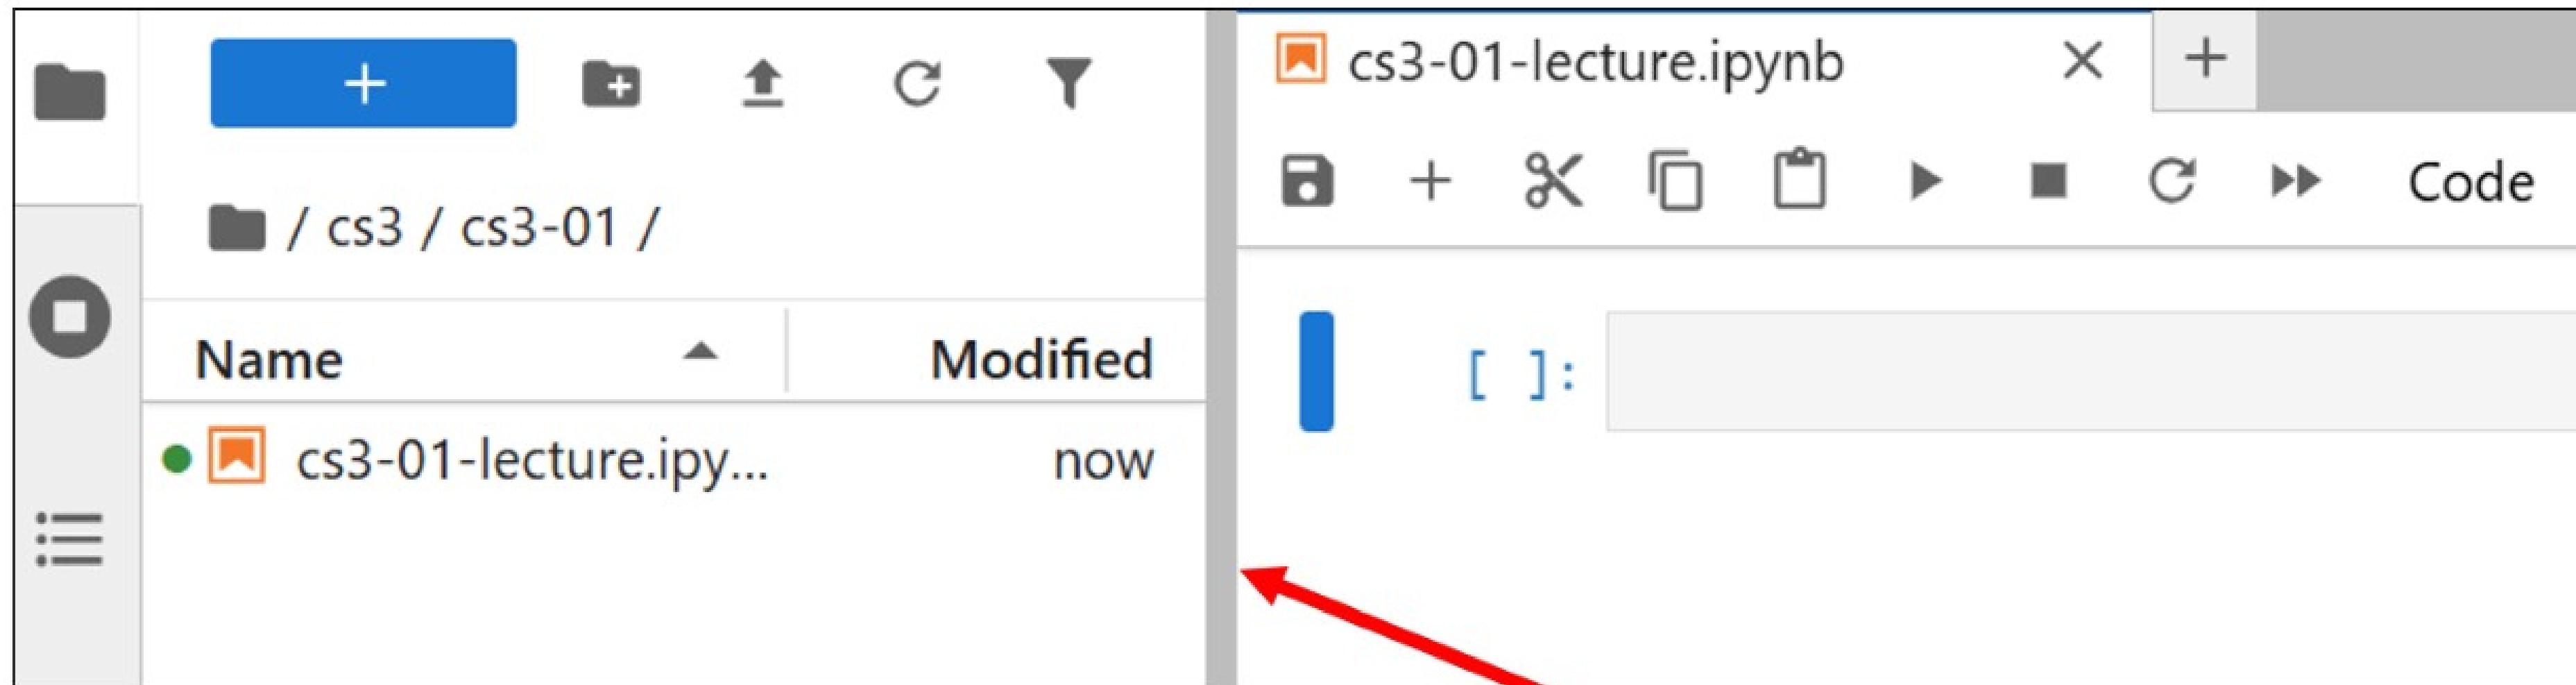 cs3-01-lecture.ipynb
Code
/ cs3 / cs3-01 /
Name Modified
cs3-01-lecture.ipy... now
[ ]: